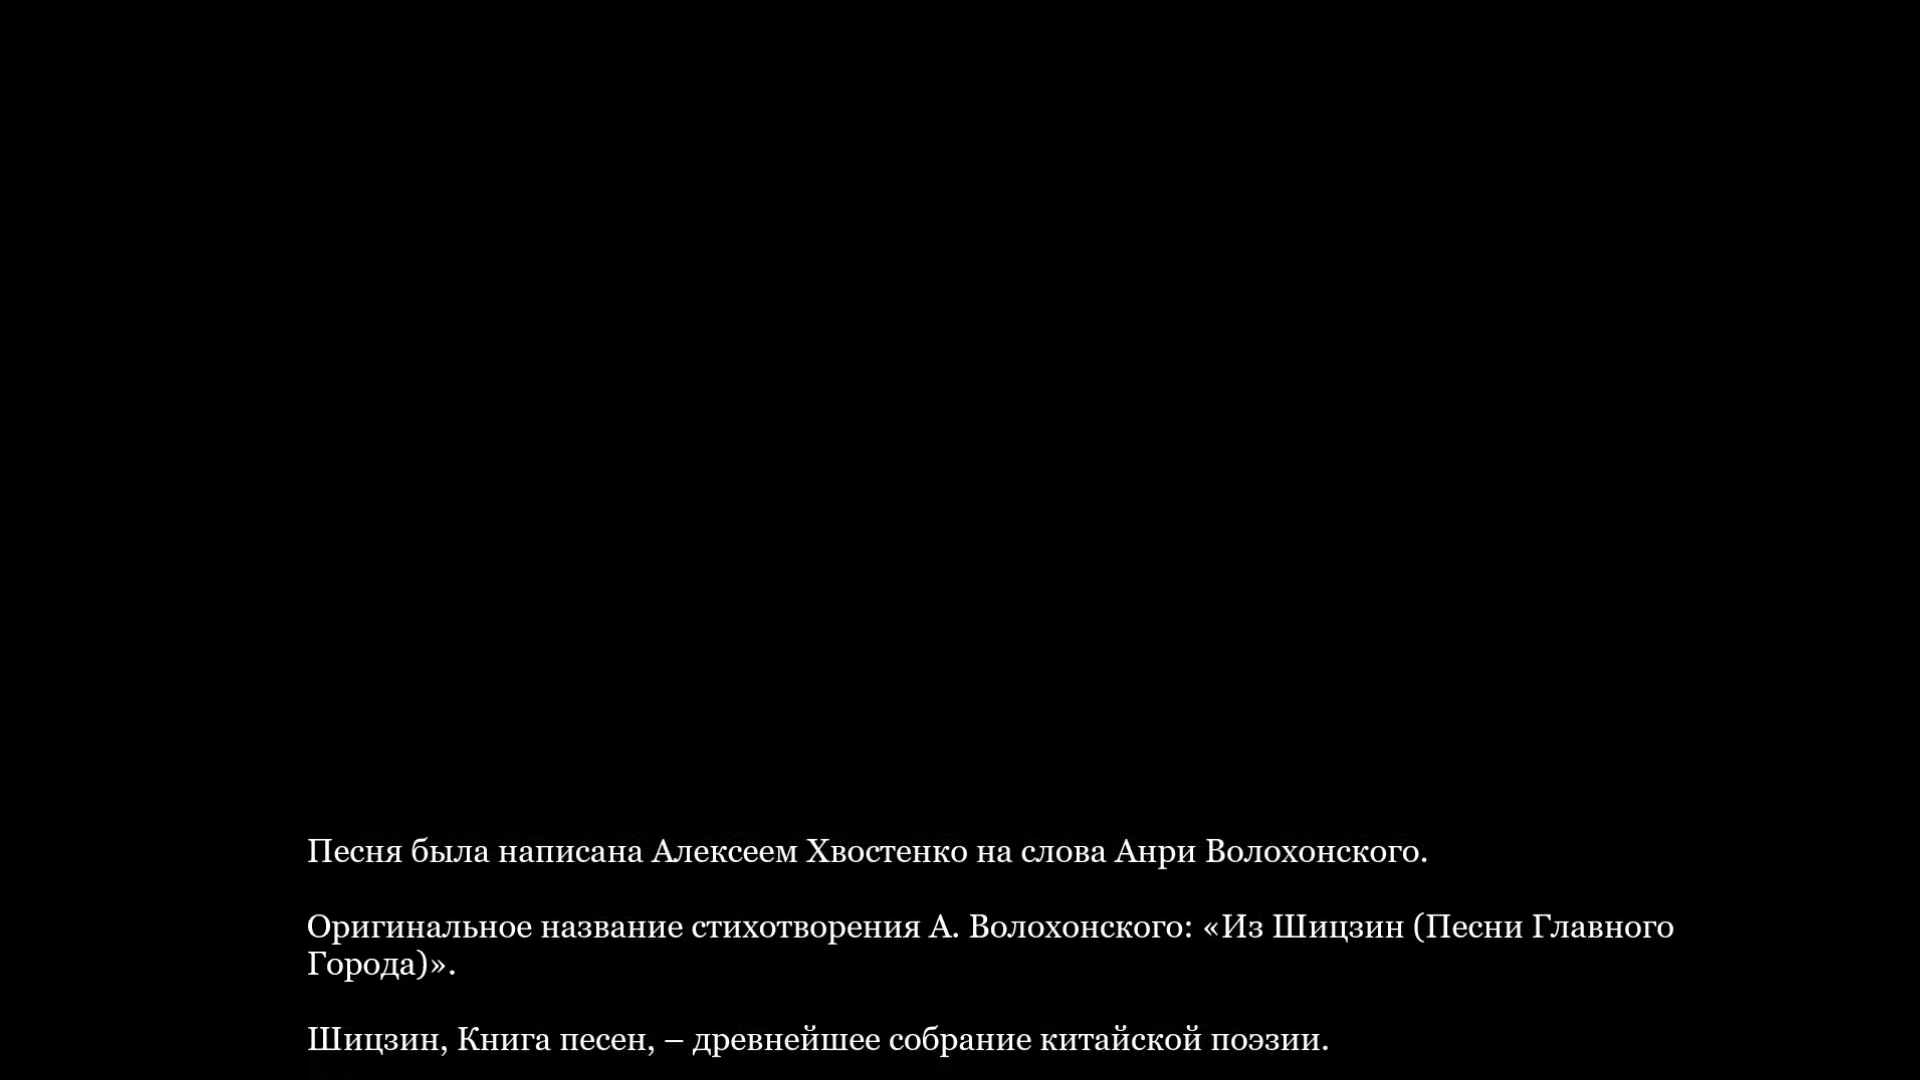 Песня была написана Алексеем Хвостенко на слова Анри Волохонского.
Оригинальное название стихотворения А. Волохонского: «Из Шицзин (Песни Главного
Города)».
Шицзин, Книга песен, – древнейшее собрание китайской поэзии.